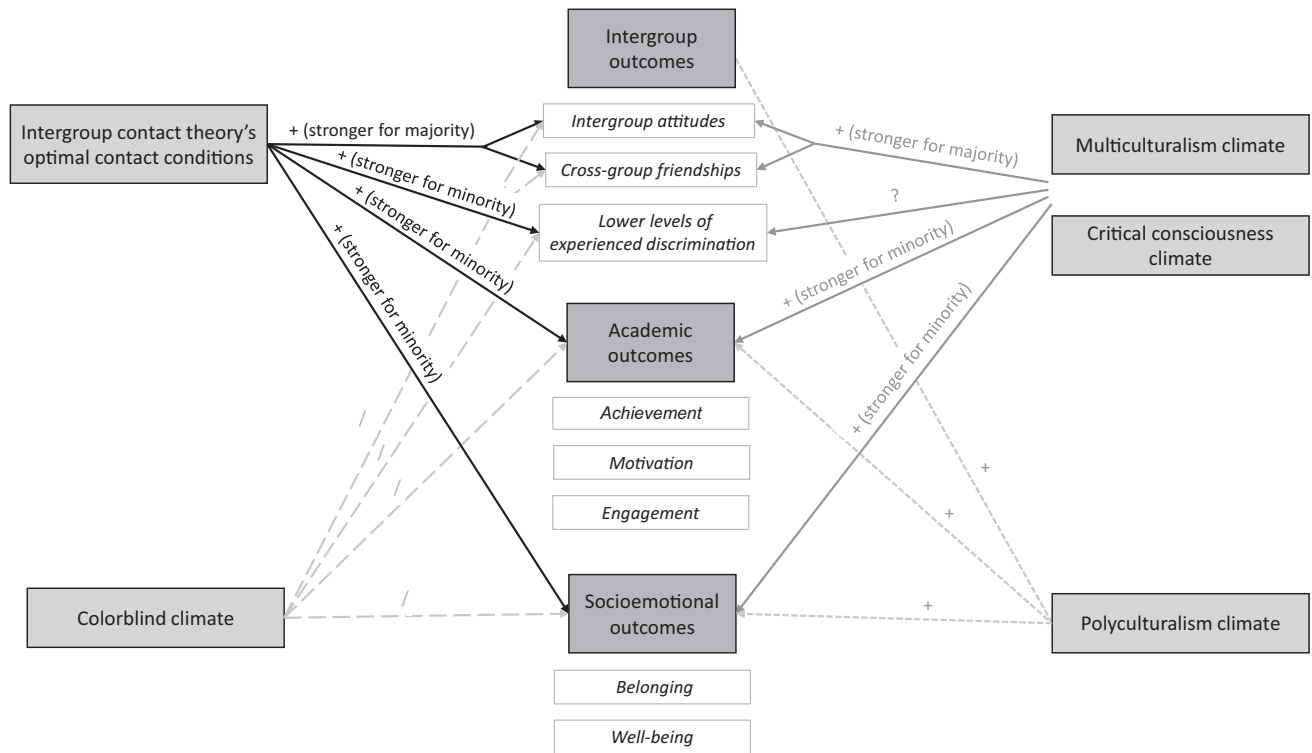 Intergroup
outcomes
Intergroup contact theory's
optimal contact conditions
+ (stronger for majority)
+ (stronger for minority)
+ (stronger for minority)
+ (stronger for minority)
Intergroup attitudes
Cross-group friendships
Lower levels of
experienced discrimination
+ (stronger for majority)
?
+ (stronger for minority)
+ (stronger for minority)
Multiculturalism climate
Critical consciousness
climate
Academic
outcomes
Achievement
Motivation
Engagement
/
/
/
/
+
+
+
Colorblind climate
Socioemotional
outcomes
Polyculturalism climate
Belonging
Well-being